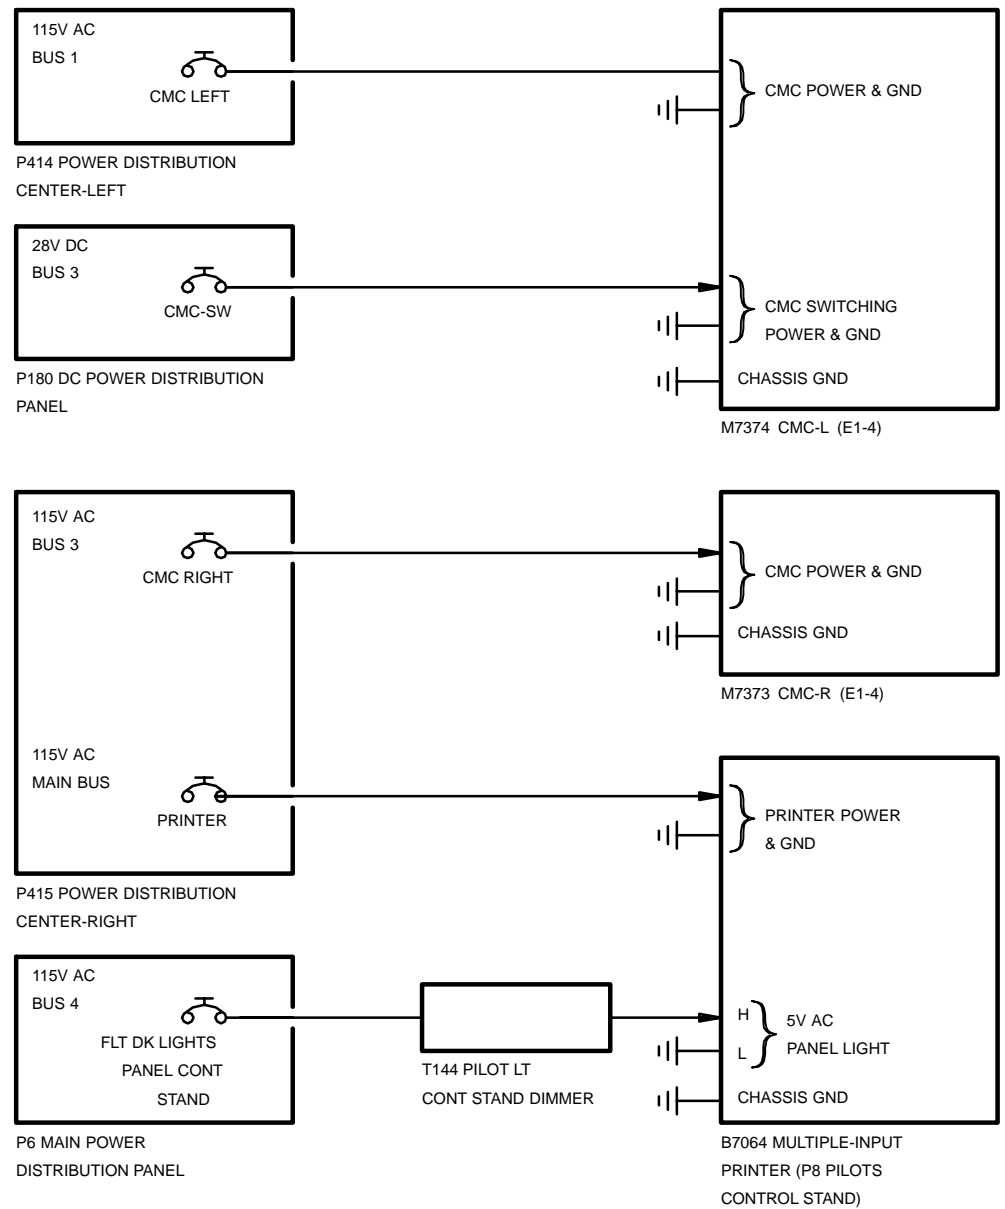 115V AC
BUS 1
CMC LEFT
P414 POWER DISTRIBUTION
CENTER-LEFT
CMC POWER & GND
28V DC
BUS 3
CMC-SW
P180 DC POWER DISTRIBUTION
PANEL
CMC SWITCHING
POWER & GND
CHASSIS GND
M7374 CMC-L (E1-4)
115V AC
BUS 3
CMC RIGHT
CMC POWER & GND
CHASSIS GND
M7373 CMC-R (E1-4)
115V AC
MAIN BUS
PRINTER
P415 POWER DISTRIBUTION
CENTER-RIGHT
PRINTER POWER
& GND
115V AC
BUS 4
FLT DK LIGHTS
PANEL CONT
STAND
P6 MAIN POWER
DISTRIBUTION PANEL
T144 PILOT LT
CONT STAND DIMMER
H
L
5V AC
PANEL LIGHT
CHASSIS GND
B7064 MULTIPLE-INPUT
PRINTER (P8 PILOTS
CONTROL STAND)